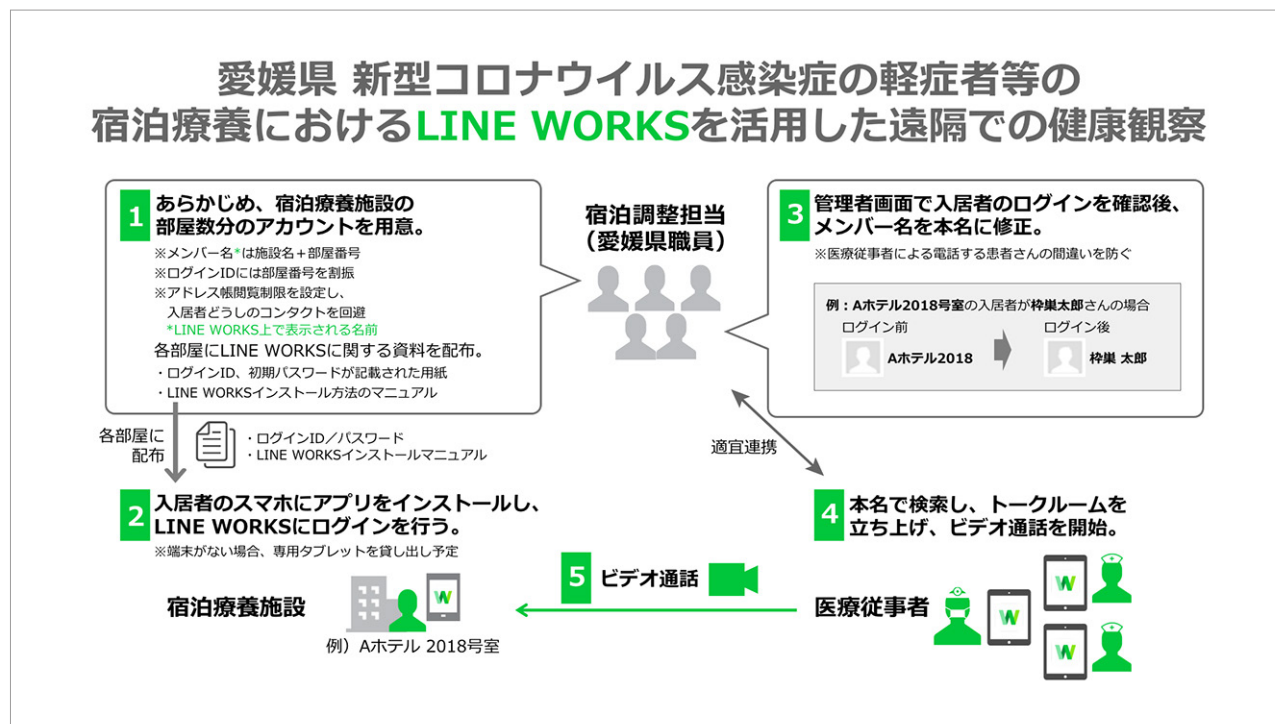 愛媛県 新型コロナウイルス感染症の軽症者等の
宿泊療養におけるLINE WORKSを活用した遠隔での健康観察
1
あらかじめ、宿泊療養施設の
部屋数分のアカウントを用意。
※メンバー名*は施設名+部屋番号
※ログインIDには部屋番号を割振
※アドレス帳閲覧制限を設定し、
入居者どうしのコンタクトを回避
*LINE WORKS上で表示される名前
各部屋にLINE WORKSに関する資料を配布。
・ログインID、初期パスワードが記載された用紙
・LINE WORKSインストール方法のマニュアル
宿泊調整担当
（愛媛県職員）
3
管理者画面で入居者のログインを確認後、
メンバー名を本名に修正。
※医療従事者による電話する患者さんの間違いを防ぐ
例：Aホテル2018号室の入居者が枠巣太郎さんの場合
ログイン前
Aホテル2018
ログイン後
枠巣 太郎
各部屋に
配布
・ログインID／パスワード
・LINE WORKSインストールマニュアル
適宜連携
2
入居者のスマホにアプリをインストールし、
LINE WORKSにログインを行う。
※端末がない場合、専用タブレットを貸し出し予定
宿泊療養施設
W
例）Aホテル 2018号室
4
本名で検索し、トークルームを
立ち上げ、ビデオ通話を開始。
5
ビデオ通話
医療従事者
W
W
W